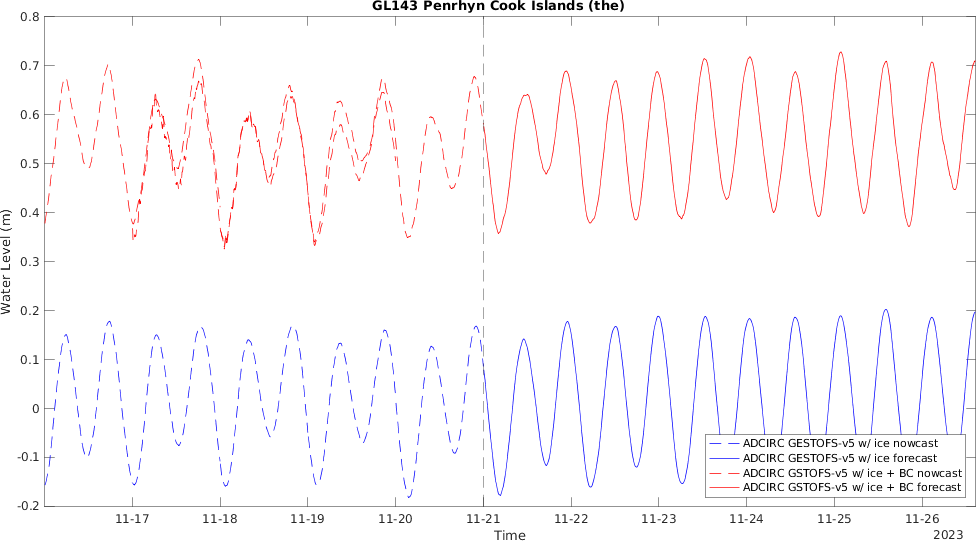 GL143 Penrhyn Cook Islands (the)
0.8
0.7
0.6
0.5
0.4
0.3
0.2
0.1
0
-0.1
-0.2
Water Level (m)
ADCIRC GESTOFS-v5 w/ ice nowcast
ADCIRC GESTOFS-v5 w/ ice forecast
ADCIRC GSTOFS-v5 w/ ice + BC nowcast
ADCIRC GSTOFS-v5 w/ ice + BC forecast
11-17 11-18 11-19 11-20 11-21 11-22 11-23 11-24 11-25 11-26
Time
2023